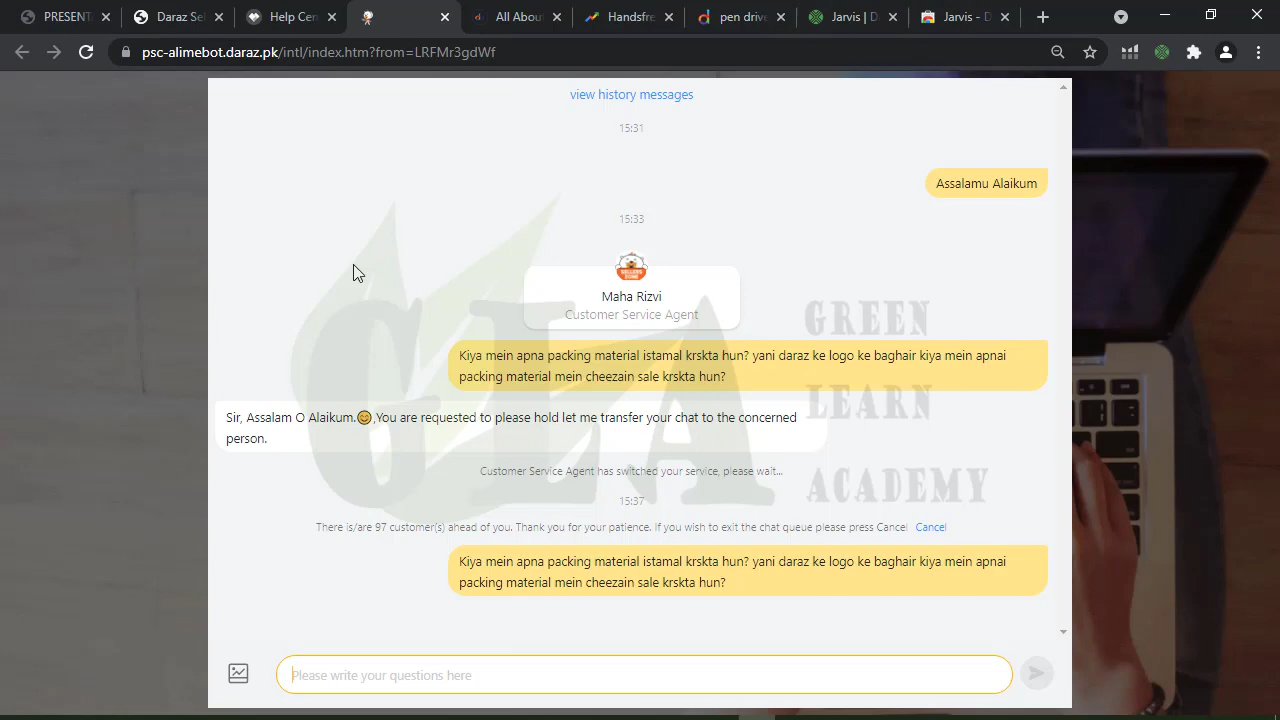 PRESENT
Daraz Sel
Help Cen
All About
Handsfre
pen drive
Jarvis | D
Jarvis - D
psc-alimebot.daraz.pk/intl/index.htm?from=LRFMr3gdWf
view history messages
15:31
Assalamu Alaikum
15:33
SELLERS
ZONE
Maha Rizvi
Customer Service Agent
Kiya mein apna packing material istamal krskta hun? yani daraz ke logo ke baghair kiya mein apnai
packing material mein cheezain sale krskta hun?
Sir, Assalam O Alaikum.😊,You are requested to please hold let me transfer your chat to the concerned
person.
Customer Service Agent has switched your service, please wait...
15:37
There is/are 97 customer(s) ahead of you. Thank you for your patience. If you wish to exit the chat queue please press Cancel Cancel
Kiya mein apna packing material istamal krskta hun? yani daraz ke logo ke baghair kiya mein apnai
packing material mein cheezain sale krskta hun?
Please write your questions here
GLA
GREEN
LEARN
ACADEMY